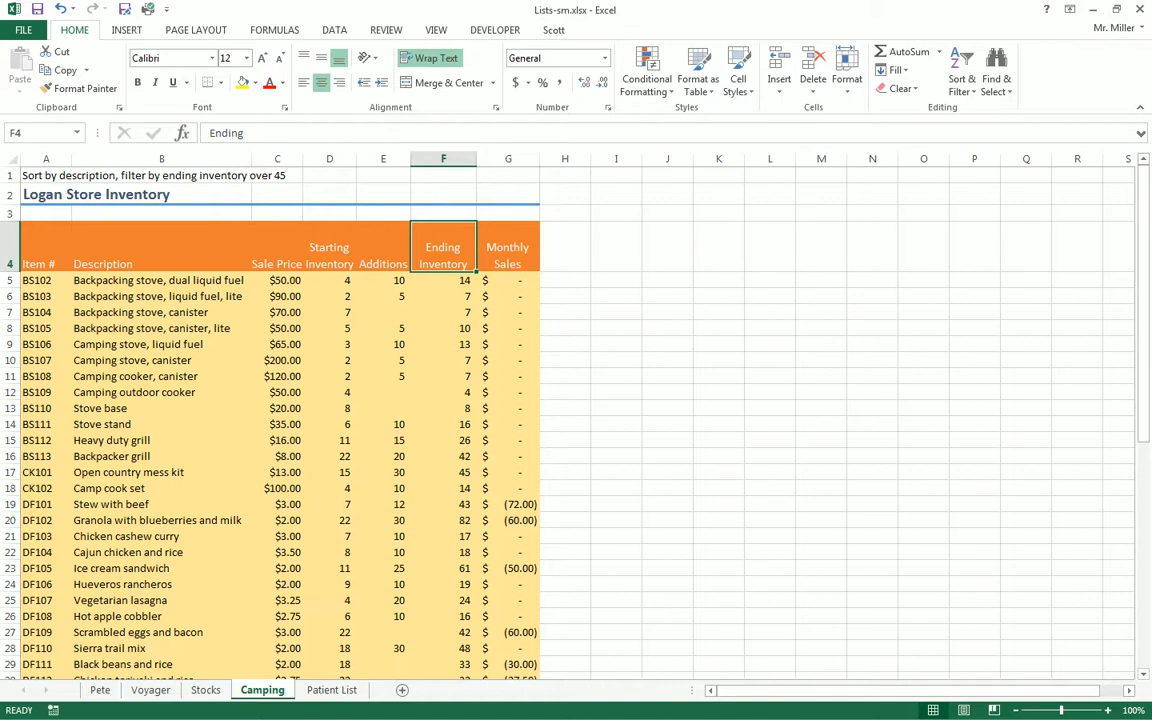 Lists-sm.xlsx - Excel
FILE HOME INSERT PAGE LAYOUT FORMULAS DATA REVIEW VIEW DEVELOPER Scott Mr. Miller
Paste Cut Copy Format Painter Clipboard
Calibri 12 B I U A Font
Wrap Text Merge & Center Alignment
General $ % , Number
Conditional Formatting Format as Table Cell Styles Styles
Insert Delete Format Cells
AutoSum Fill Clear Sort & Filter Find & Select Editing
F4 fx Ending
A B C D E F G H I J K L M N O P Q R S
1 Sort by description, filter by ending inventory over 45
2 Logan Store Inventory
3
4 Item # Description Sale Price Starting Inventory Additions Ending Inventory Monthly Sales
5 BS102 Backpacking stove, dual liquid fuel $50.00 4 10 14 $ -
6 BS103 Backpacking stove, liquid fuel, lite $90.00 2 5 7 $ -
7 BS104 Backpacking stove, canister $70.00 7 7 $ -
8 BS105 Backpacking stove, canister, lite $50.00 5 5 10 $ -
9 BS106 Camping stove, liquid fuel $65.00 3 10 13 $ -
10 BS107 Camping stove, canister $200.00 2 5 7 $ -
11 BS108 Camping cooker, canister $120.00 2 5 7 $ -
12 BS109 Camping outdoor cooker $50.00 4 4 $ -
13 BS110 Stove base $20.00 8 8 $ -
14 BS111 Stove stand $35.00 6 10 16 $ -
15 BS112 Heavy duty grill $16.00 11 15 26 $ -
16 BS113 Backpacker grill $8.00 22 20 42 $ -
17 CK101 Open country mess kit $13.00 15 30 45 $ -
18 CK102 Camp cook set $100.00 4 10 14 $ -
19 DF101 Stew with beef $3.00 7 12 43 $ (72.00)
20 DF102 Granola with blueberries and milk $2.00 22 30 82 $ (60.00)
21 DF103 Chicken cashew curry $3.00 7 10 17 $ -
22 DF104 Cajun chicken and rice $3.50 8 10 18 $ -
23 DF105 Ice cream sandwich $2.00 11 25 61 $ (50.00)
24 DF106 Hueveros rancheros $2.00 9 10 19 $ -
25 DF107 Vegetarian lasagna $3.25 4 20 24 $ -
26 DF108 Hot apple cobbler $2.75 6 10 16 $ -
27 DF109 Scrambled eggs and bacon $3.00 22 42 $ (60.00)
28 DF110 Sierra trail mix $2.00 18 30 48 $ -
29 DF111 Black beans and rice $2.00 18 33 $ (30.00)
Pete Voyager Stocks Camping Patient List
READY 100%